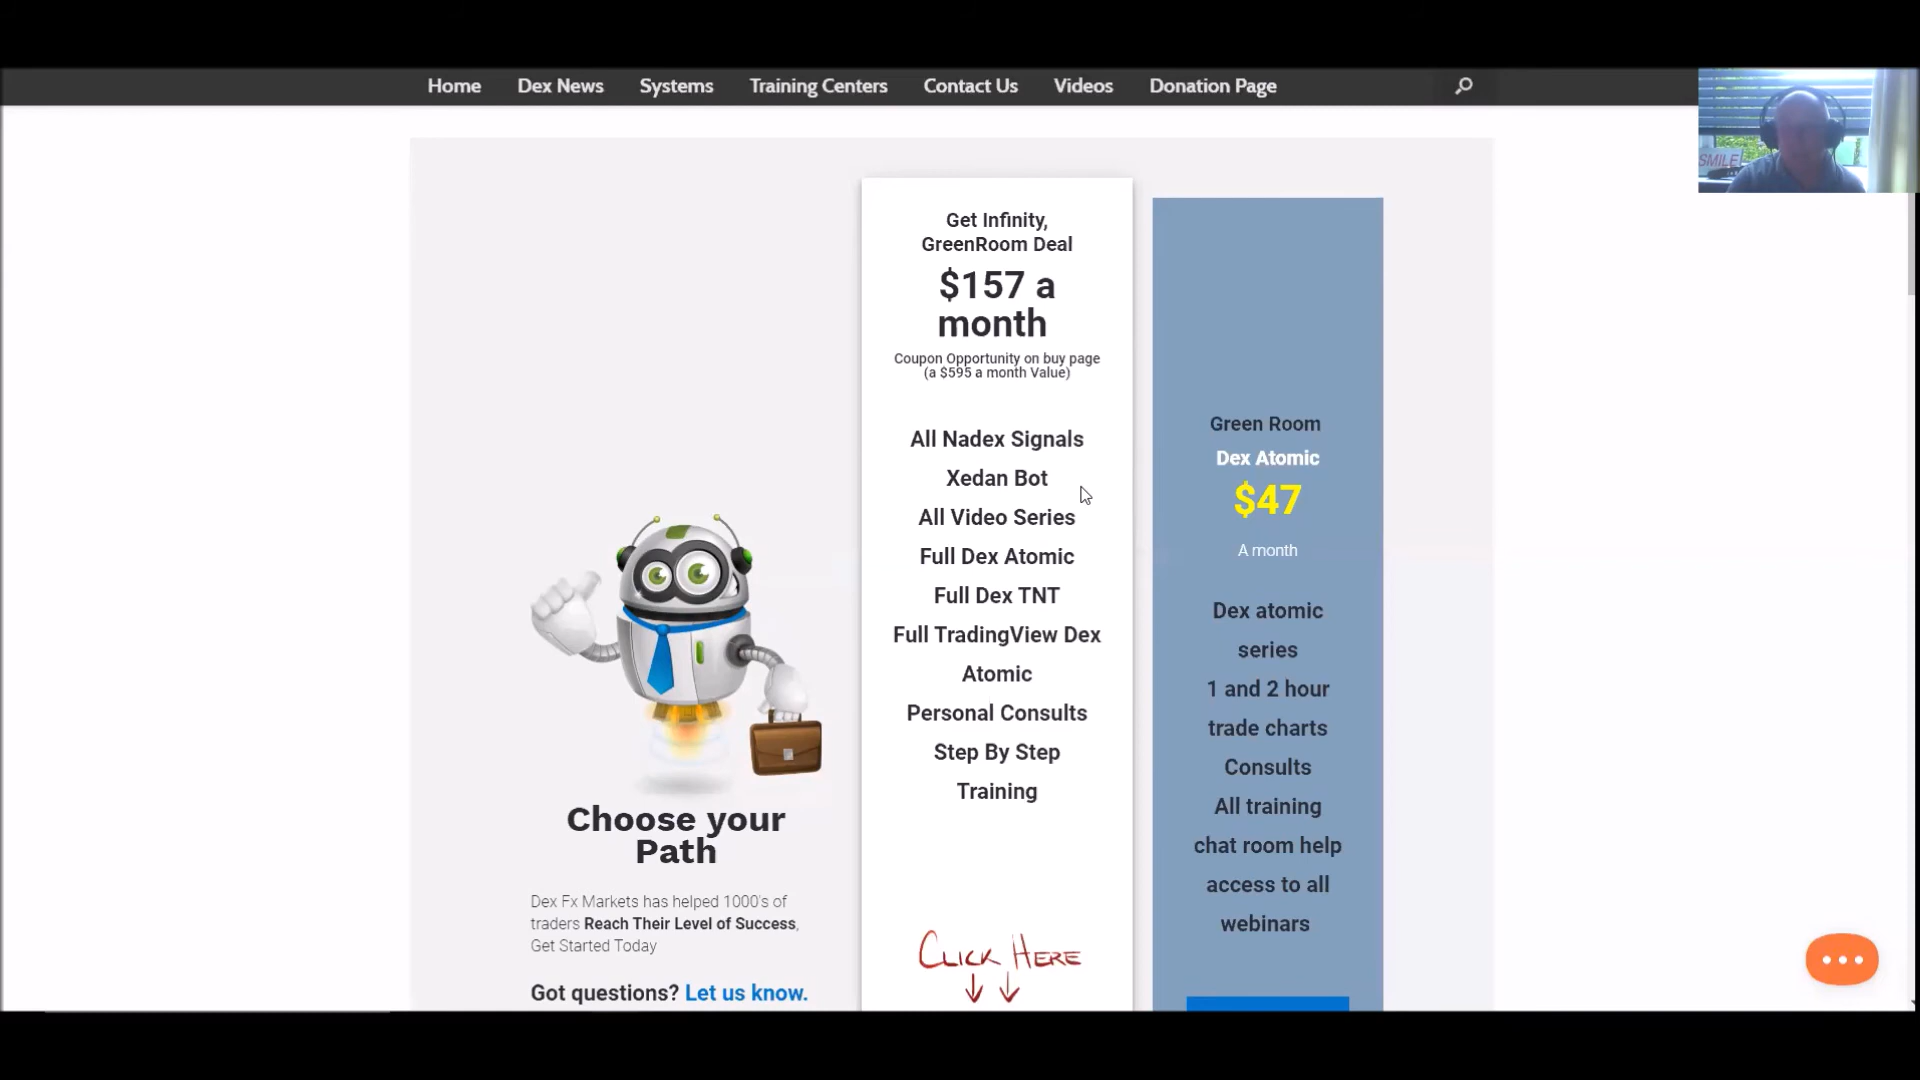 Home Dex News Systems Training Centers Contact Us Videos Donation Page
SMILE
Get Infinity,
GreenRoom Deal
$157 a
month
Coupon Opportunity on buy page
(a $595 a month Value)
All Nadex Signals
Xedan Bot
All Video Series
Full Dex Atomic
Full Dex TNT
Full TradingView Dex
Atomic
Personal Consults
Step By Step
Training
CLICK HERE
Green Room
Dex Atomic
$47
A month
Dex atomic
series
1 and 2 hour
trade charts
Consults
All training
chat room help
access to all
webinars
Choose your
Path
Dex Fx Markets has helped 1000's of
traders Reach Their Level of Success,
Get Started Today
Got questions? Let us know.